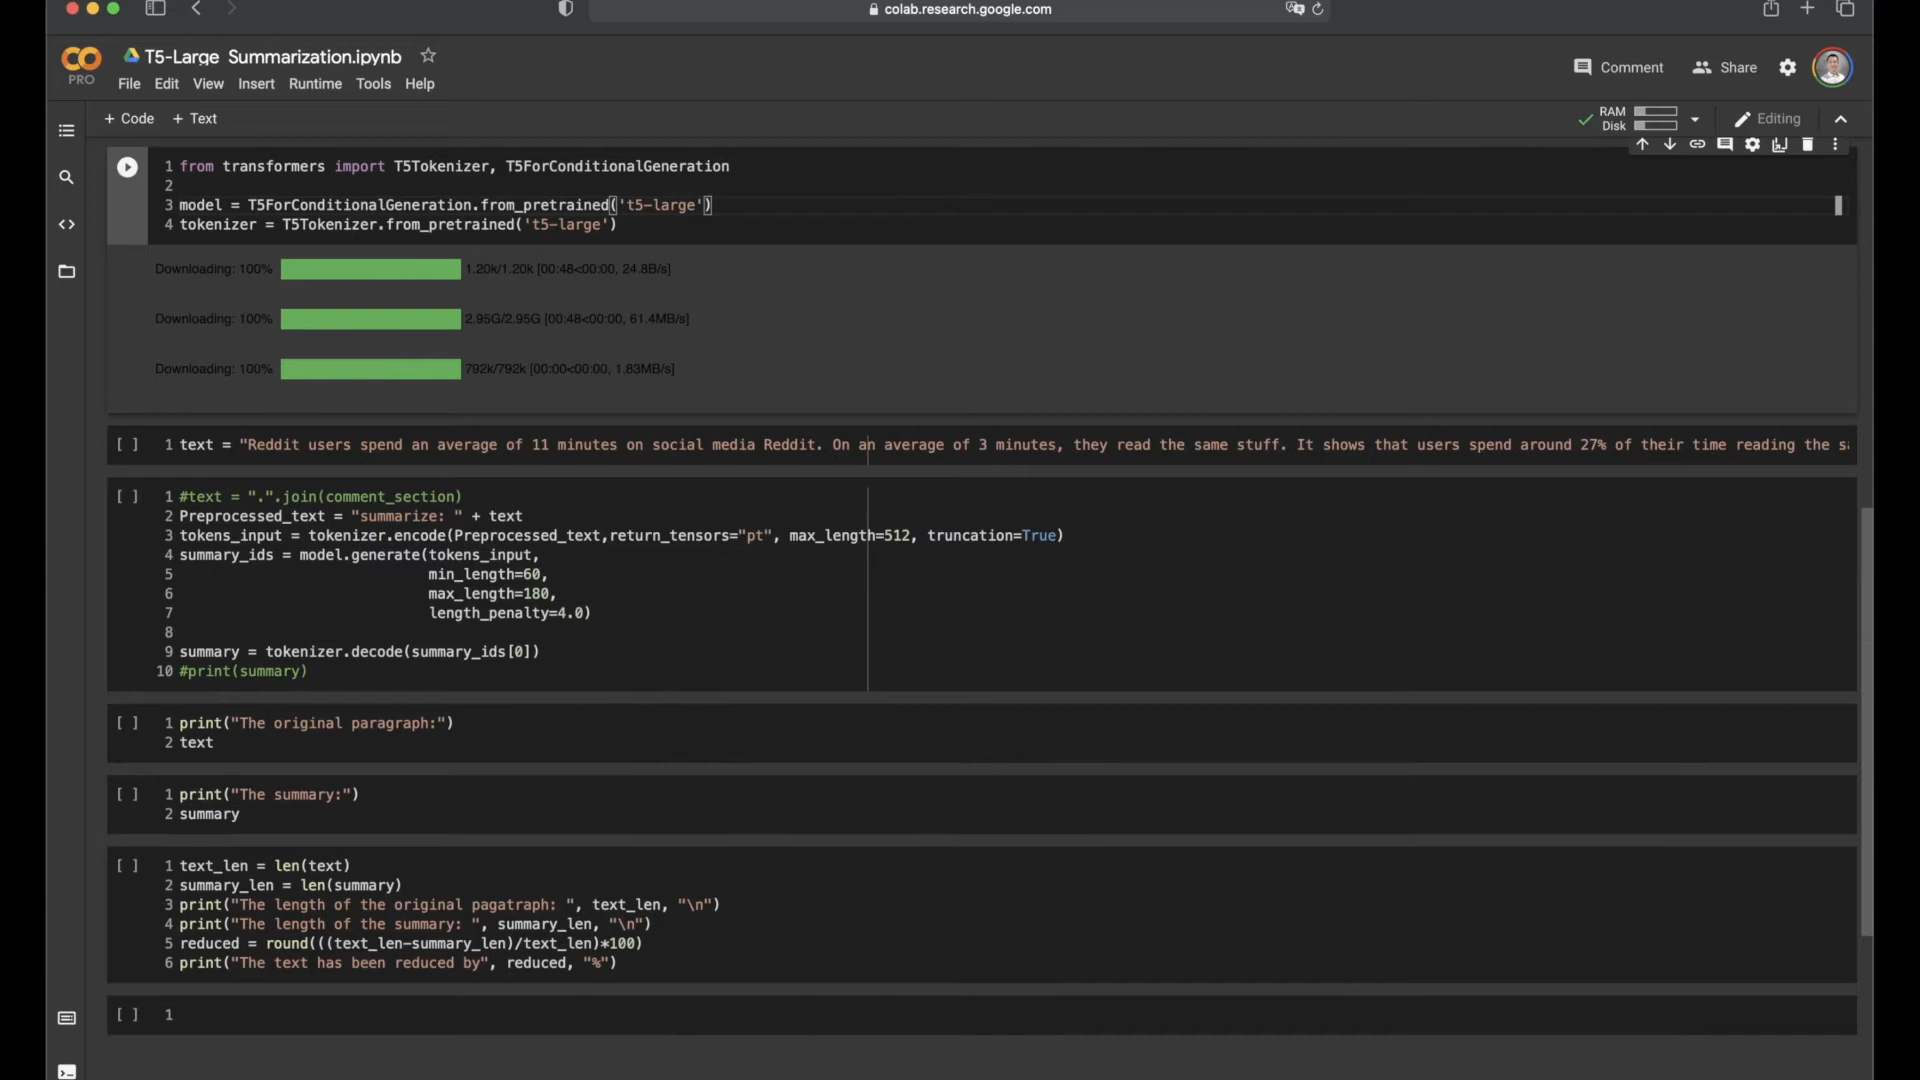 colab.research.google.com
CO
PRO
T5-Large Summarization.ipynb
File Edit View Insert Runtime Tools Help
Comment
Share
+ Code + Text
RAM
Disk
Editing
1 from transformers import T5Tokenizer, T5ForConditionalGeneration
2
3 model = T5ForConditionalGeneration.from_pretrained('t5-large')
4 tokenizer = T5Tokenizer.from_pretrained('t5-large')
Downloading: 100% 1.20k/1.20k [00:48<00:00, 24.8B/s]
Downloading: 100% 2.95G/2.95G [00:48<00:00, 61.4MB/s]
Downloading: 100% 792k/792k [00:00<00:00, 1.83MB/s]
[ ] 1 text = "Reddit users spend an average of 11 minutes on social media Reddit. On an average of 3 minutes, they read the same stuff. It shows that users spend around 27% of their time reading the
[ ] 1 #text = ".".join(comment_section)
2 Preprocessed_text = "summarize: " + text
3 tokens_input = tokenizer.encode(Preprocessed_text,return_tensors="pt", max_length=512, truncation=True)
4 summary_ids = model.generate(tokens_input,
5 min_length=60,
6 max_length=180,
7 length_penalty=4.0)
8
9 summary = tokenizer.decode(summary_ids[0])
10 #print(summary)
[ ] 1 print("The original paragraph:")
2 text
[ ] 1 print("The summary:")
2 summary
[ ] 1 text_len = len(text)
2 summary_len = len(summary)
3 print("The length of the original pagatraph: ", text_len, "\n")
4 print("The length of the summary: ", summary_len, "\n")
5 reduced = round(((text_len-summary_len)/text_len)*100)
6 print("The text has been reduced by", reduced, "%")
[ ] 1